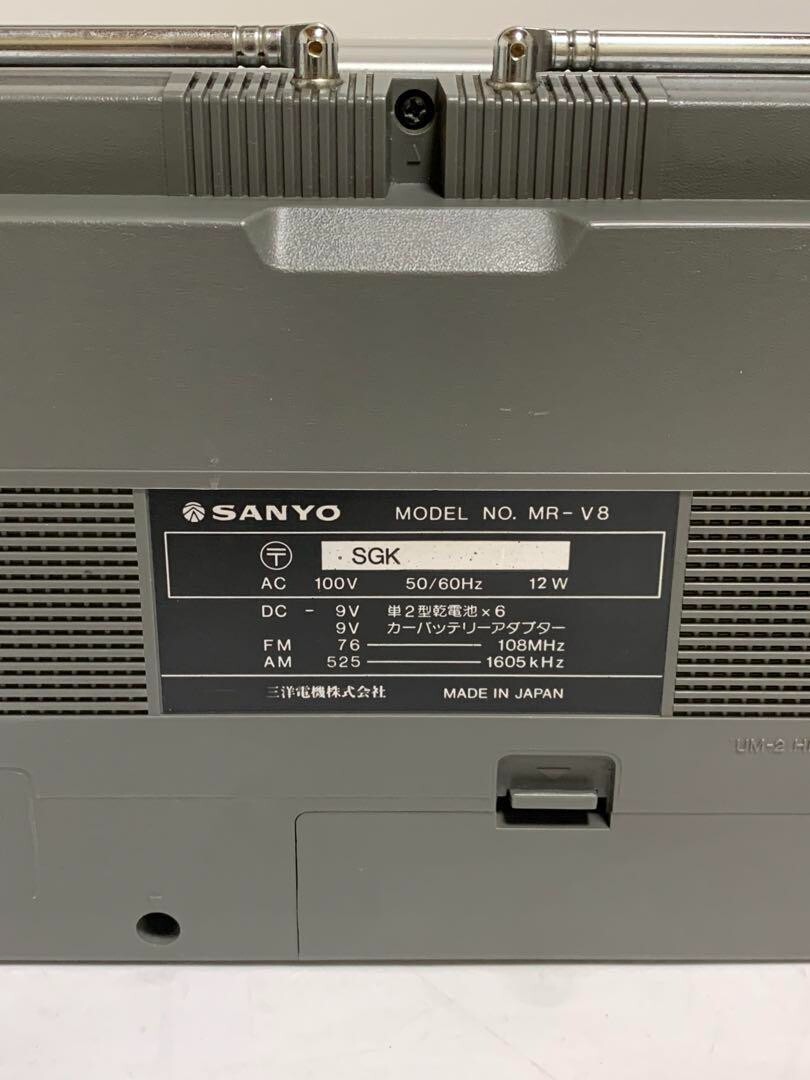 SANYO MODEL NO. MR-V8
〒 . SGK
AC 100V 50/60Hz 12W
DC - 9V 単2型乾電池×6
9V カーバッテリーアダプター
FM 76 — 108MHz
AM 525 — 1605kHz
三洋電機株式会社 MADE IN JAPAN
UM-2